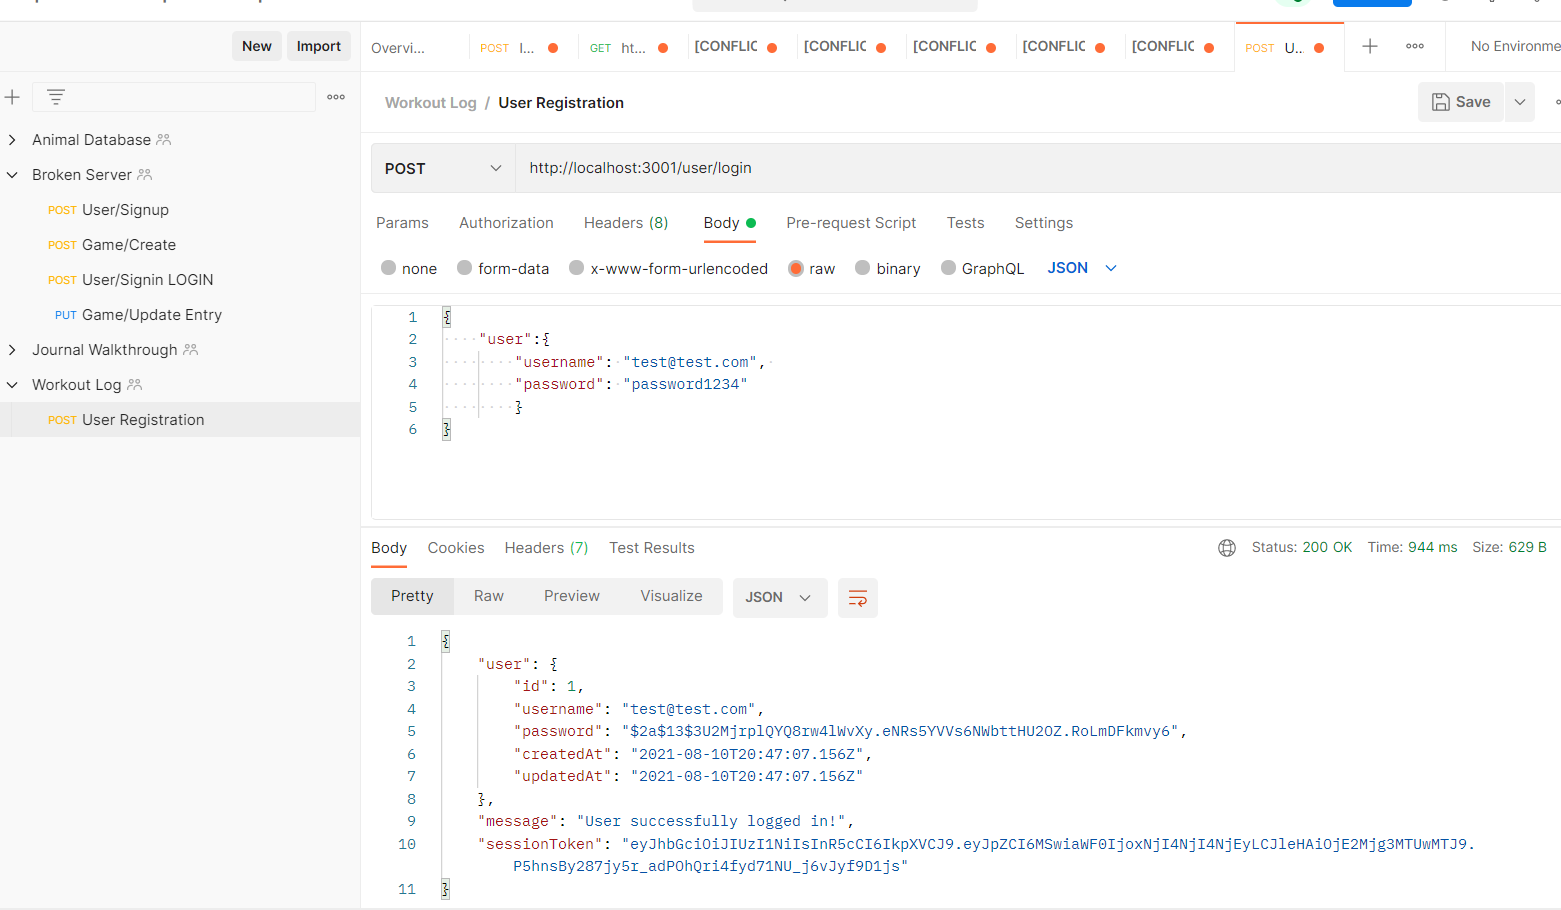 New Import
Overvi... POST I... GET ht... [CONFLIC [CONFLIC [CONFLIC [CONFLIC [CONFLIC POST U.. No Environme
Workout Log / User Registration
Save
Animal Database
Broken Server
POST User/Signup
POST Game/Create
POST User/Signin LOGIN
PUT Game/Update Entry
Journal Walkthrough
Workout Log
POST User Registration
POST http://localhost:3001/user/login
Params Authorization Headers (8) Body Pre-request Script Tests Settings
none form-data x-www-form-urlencoded raw binary GraphQL JSON
1 {
2 "user":{
3 "username": "test@test.com",
4 "password": "password1234"
5 }
6 }
Body Cookies Headers (7) Test Results Status: 200 OK Time: 944 ms Size: 629 B
Pretty Raw Preview Visualize JSON
1 {
2 "user": {
3 "id": 1,
4 "username": "test@test.com",
5 "password": "$2a$13$3U2MjrplQYQ8rw4lWvXy.eNRs5YVVs6NWbttHU2OZ.RoLmDFkmvy6",
6 "createdAt": "2021-08-10T20:47:07.156Z",
7 "updatedAt": "2021-08-10T20:47:07.156Z"
8 },
9 "message": "User successfully logged in!",
10 "sessionToken": "eyJhbGciOiJIUzI1NiIsInR5cCI6IkpXVCJ9.eyJpZCI6MSwiaWF0IjoxNjI4NjI4NjEyLCJleHAiOjE2Mjg3MTUwMTJ9.
P5hnsBy287jy5r_adPOhQri4fyd71NU_j6vJyf9D1js"
11 }